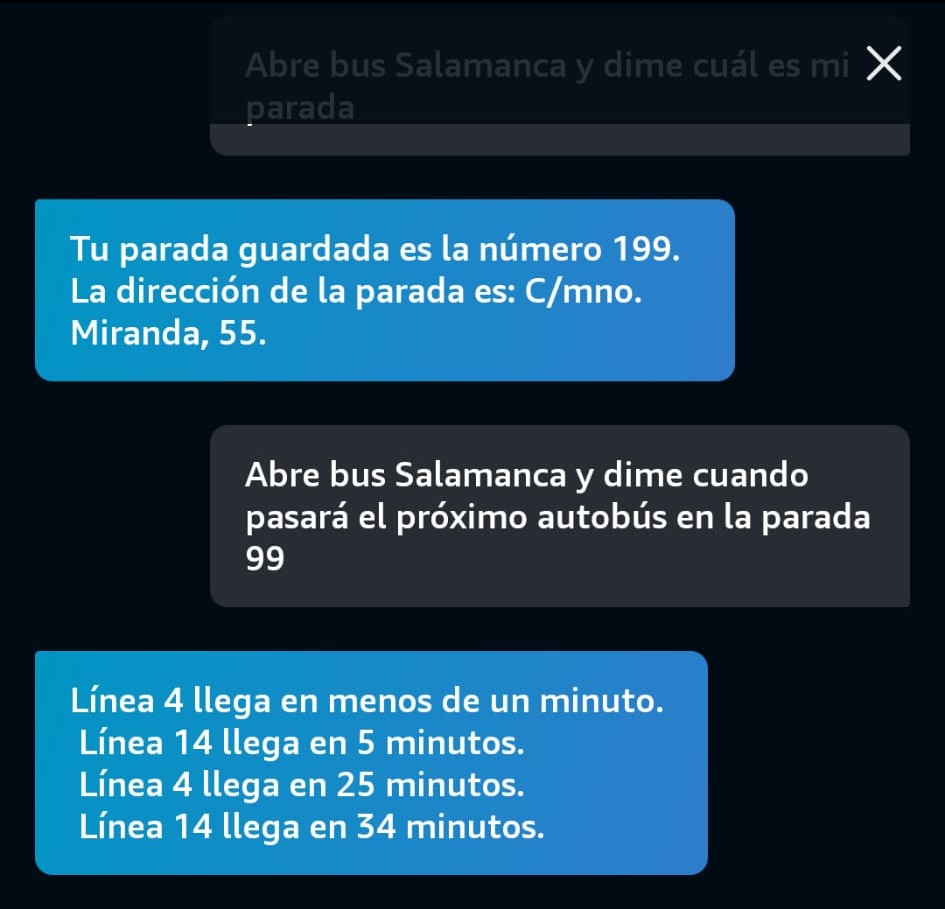 Abre bus Salamanca y dime cuál es mi
parada
Tu parada guardada es la número 199.
La dirección de la parada es: C/mno.
Miranda, 55.
Abre bus Salamanca y dime cuando
pasará el próximo autobús en la parada
99
Línea 4 llega en menos de un minuto.
Línea 14 llega en 5 minutos.
Línea 4 llega en 25 minutos.
Línea 14 llega en 34 minutos.